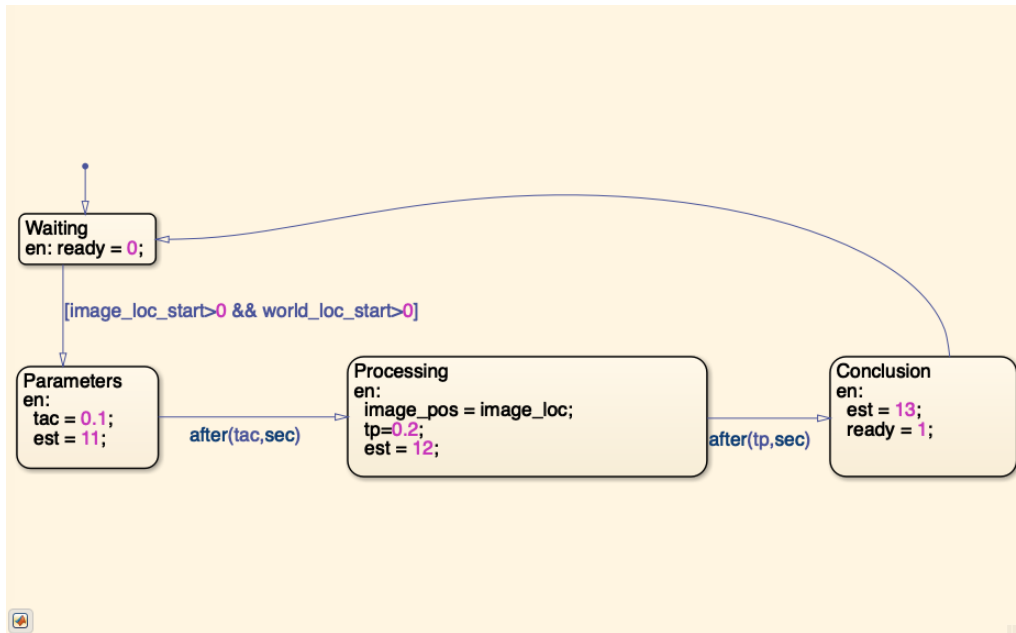 Waiting
en: ready = 0;
[image_loc_start>0 && world_loc_start>0]
Parameters
en:
tac = 0.1;
est = 11;
after(tac,sec)
Processing
en:
image_pos = image_loc;
tp=0.2;
est = 12;
after(tp,sec)
Conclusion
en:
est = 13;
ready = 1;